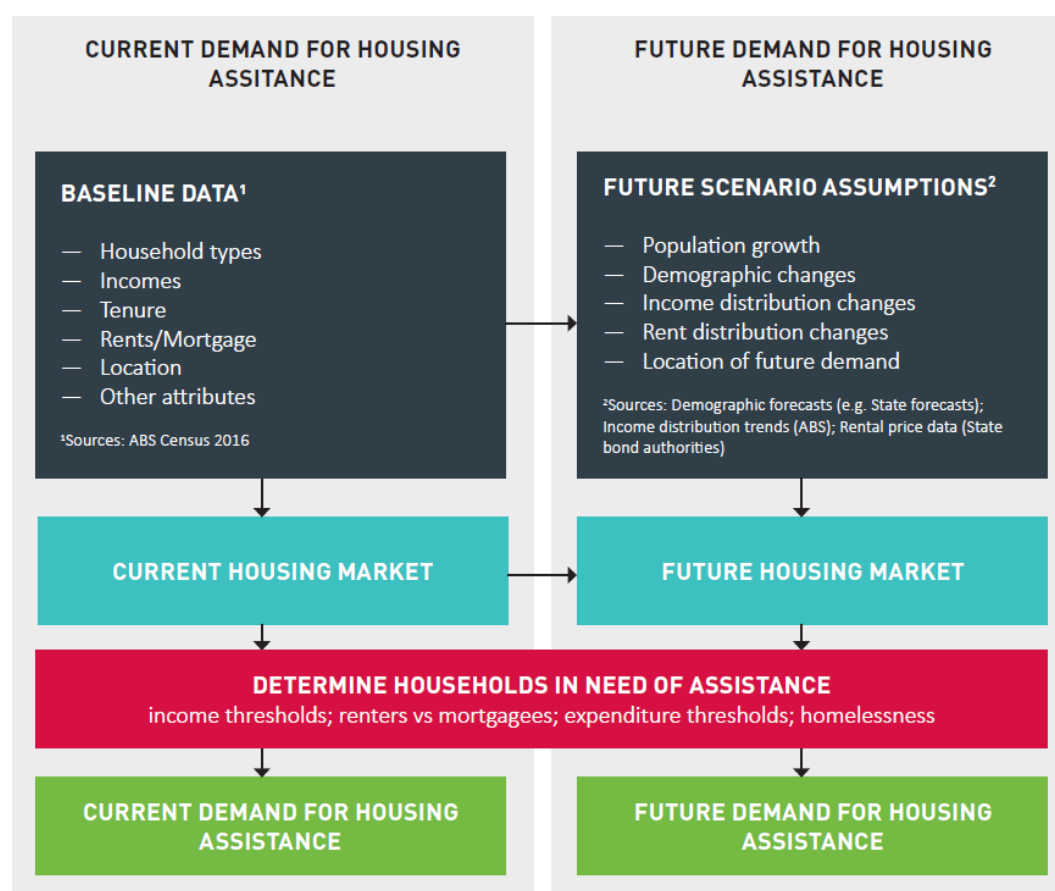 CURRENT DEMAND FOR HOUSING
ASSITANCE
BASELINE DATA¹
— Household types
— Incomes
— Tenure
— Rents/Mortgage
— Location
— Other attributes
¹Sources: ABS Census 2016
FUTURE DEMAND FOR HOUSING
ASSISTANCE
FUTURE SCENARIO ASSUMPTIONS²
— Population growth
— Demographic changes
— Income distribution changes
— Rent distribution changes
— Location of future demand
²Sources: Demographic forecasts (e.g. State forecasts);
Income distribution trends (ABS); Rental price data (State
bond authorities)
CURRENT HOUSING MARKET
FUTURE HOUSING MARKET
DETERMINE HOUSEHOLDS IN NEED OF ASSISTANCE
income thresholds; renters vs mortgagees; expenditure thresholds; homelessness
CURRENT DEMAND FOR HOUSING
ASSISTANCE
FUTURE DEMAND FOR HOUSING
ASSISTANCE